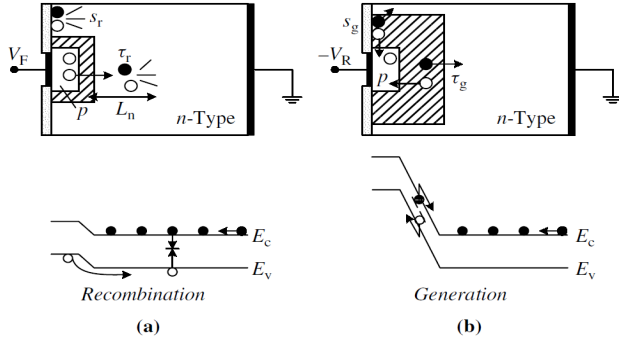 s_r
V_F
τ_r
p
L_n
n-Type
E_c
E_v
Recombination
(a)
s_g
–V_R
p
τ_g
n-Type
E_c
E_v
Generation
(b)